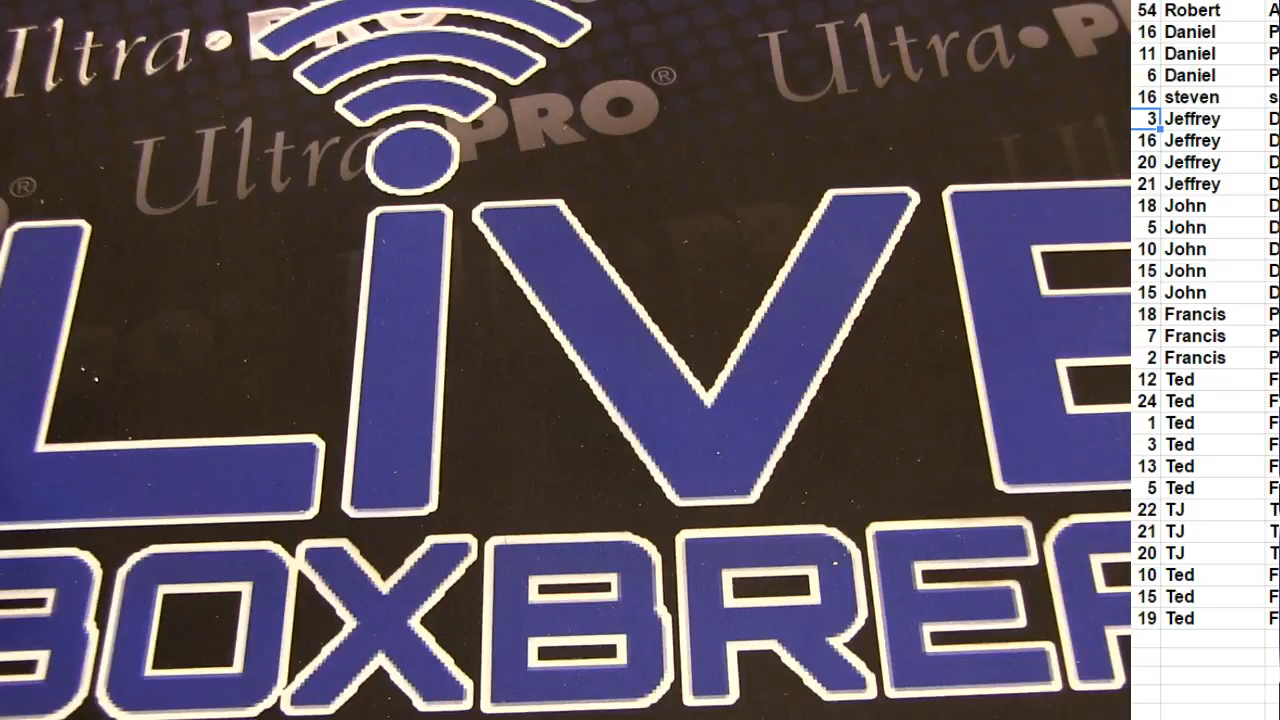 Ultra•PRO
Ultra•PRO®
Ultra•P
®
LiVE
BOXBREA
54 Robert A
16 Daniel P
11 Daniel P
6 Daniel P
16 steven s
3 Jeffrey D
16 Jeffrey D
20 Jeffrey D
21 Jeffrey D
18 John D
5 John D
10 John D
15 John D
15 John D
18 Francis P
7 Francis P
2 Francis P
12 Ted F
24 Ted F
1 Ted F
3 Ted F
13 Ted F
5 Ted F
22 TJ T
21 TJ T
20 TJ T
10 Ted F
15 Ted F
19 Ted F